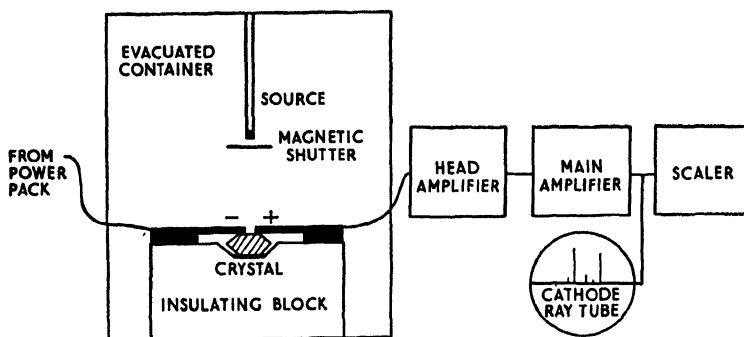 EVACUATED
CONTAINER
SOURCE
MAGNETIC
SHUTTER
FROM
POWER
PACK
HEAD
AMPLIFIER
MAIN
AMPLIFIER
SCALER
− +
CRYSTAL
INSULATING BLOCK
CATHODE
RAY TUBE